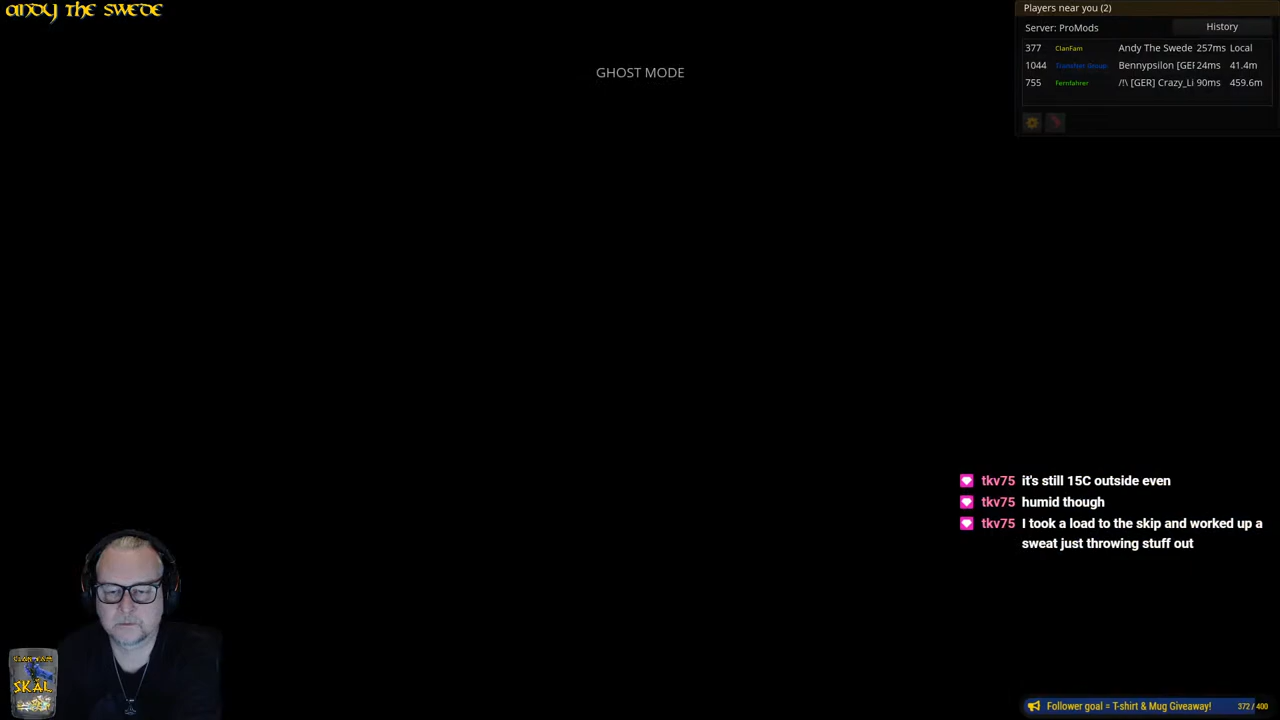 ANDY THE SWEDE
Players near you (2)
Server: ProMods
History
377 ClanFam Andy The Swede 257ms Local
1044 Bennypsilon [GE 24ms 41.4m
755 Fernfahrer /!\ [GER] Crazy_Li 90ms 459.6m
GHOST MODE
tkv75 it's still 15C outside even
tkv75 humid though
tkv75 I took a load to the skip and worked up a
sweat just throwing stuff out
CLAN FAM
SKÅL
Follower goal = T-shirt & Mug Giveaway! 372 / 400